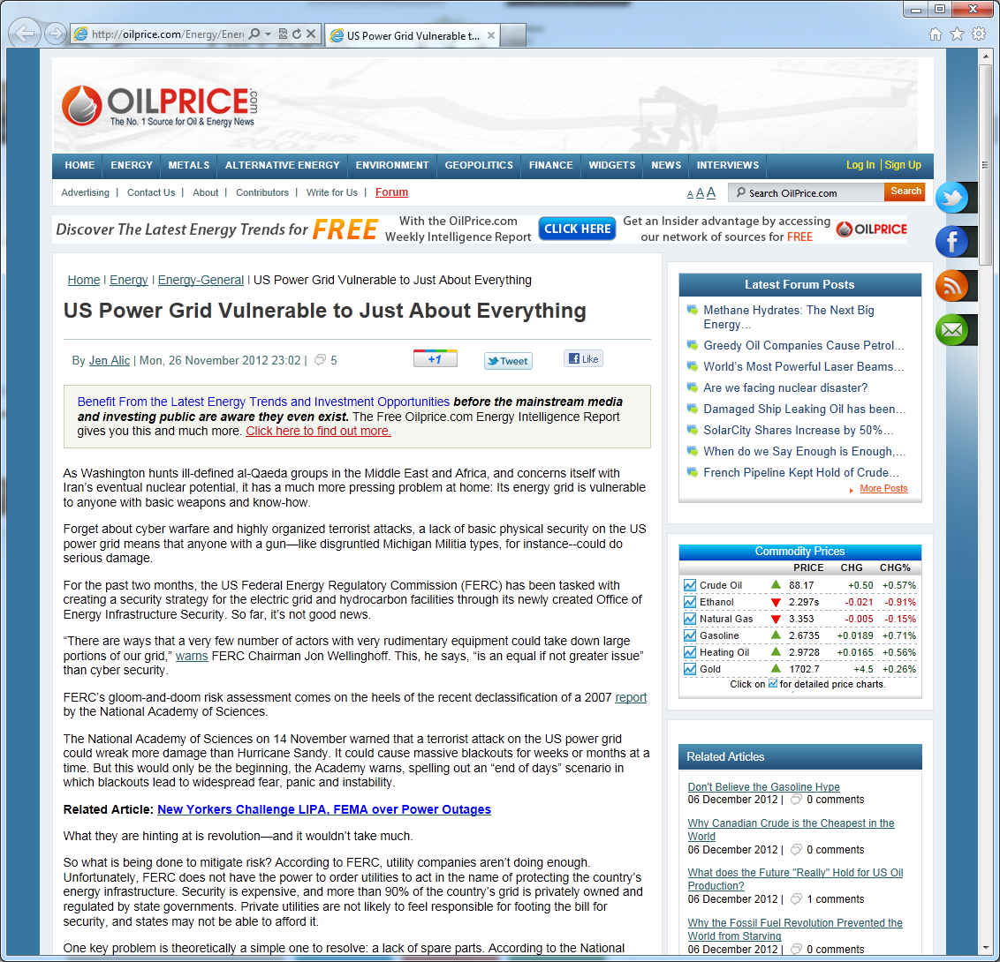 http://oilprice.com/Energy/Ener
US Power Grid Vulnerable t...
OILPRICE.com
The No. 1 Source for Oil & Energy News
HOME ENERGY METALS ALTERNATIVE ENERGY ENVIRONMENT GEOPOLITICS FINANCE WIDGETS NEWS INTERVIEWS Log In | Sign Up
Advertising | Contact Us | About | Contributors | Write for Us | Forum A A A Search OilPrice.com Search
Discover The Latest Energy Trends for FREE
With the OilPrice.com
Weekly Intelligence Report
CLICK HERE
Get an Insider advantage by accessing
our network of sources for FREE
OILPRICE
Home | Energy | Energy-General | US Power Grid Vulnerable to Just About Everything
US Power Grid Vulnerable to Just About Everything
By Jen Alic | Mon, 26 November 2012 23:02 | 5
+1
Tweet
Like
Benefit From the Latest Energy Trends and Investment Opportunities before the mainstream media
and investing public are aware they even exist. The Free Oilprice.com Energy Intelligence Report
gives you this and much more. Click here to find out more.
As Washington hunts ill-defined al-Qaeda groups in the Middle East and Africa, and concerns itself with
Iran's eventual nuclear potential, it has a much more pressing problem at home: Its energy grid is vulnerable
to anyone with basic weapons and know-how.
Forget about cyber warfare and highly organized terrorist attacks, a lack of basic physical security on the US
power grid means that anyone with a gun—like disgruntled Michigan Militia types, for instance--could do
serious damage.
For the past two months, the US Federal Energy Regulatory Commission (FERC) has been tasked with
creating a security strategy for the electric grid and hydrocarbon facilities through its newly created Office of
Energy Infrastructure Security. So far, it's not good news.
“There are ways that a very few number of actors with very rudimentary equipment could take down large
portions of our grid,” warns FERC Chairman Jon Wellinghoff. This, he says, “is an equal if not greater issue”
than cyber security.
FERC's gloom-and-doom risk assessment comes on the heels of the recent declassification of a 2007 report
by the National Academy of Sciences.
The National Academy of Sciences on 14 November warned that a terrorist attack on the US power grid
could wreak more damage than Hurricane Sandy. It could cause massive blackouts for weeks or months at a
time. But this would only be the beginning, the Academy warns, spelling out an “end of days” scenario in
which blackouts lead to widespread fear, panic and instability.
Related Article: New Yorkers Challenge LIPA, FEMA over Power Outages
What they are hinting at is revolution—and it wouldn't take much.
So what is being done to mitigate risk? According to FERC, utility companies aren't doing enough.
Unfortunately, FERC does not have the power to order utilities to act in the name of protecting the country's
energy infrastructure. Security is expensive, and more than 90% of the country's grid is privately owned and
regulated by state governments. Private utilities are not likely to feel responsible for footing the bill for
security, and states may not be able to afford it.
One key problem is theoretically a simple one to resolve: a lack of spare parts. According to the National
Latest Forum Posts
Methane Hydrates: The Next Big
Energy…
Greedy Oil Companies Cause Petrol…
World's Most Powerful Laser Beams…
Are we facing nuclear disaster?
Damaged Ship Leaking Oil has been…
SolarCity Shares Increase by 50%…
When do we Say Enough is Enough,…
French Pipeline Kept Hold of Crude…
More Posts
Commodity Prices
PRICE CHG CHG%
Crude Oil 88.17 +0.50 +0.57%
Ethanol 2.297s -0.021 -0.91%
Natural Gas 3.353 -0.005 -0.15%
Gasoline 2.6735 +0.0189 +0.71%
Heating Oil 2.9728 +0.0165 +0.56%
Gold 1702.7 +4.5 +0.26%
Click on for detailed price charts.
Related Articles
Don't Believe the Gasoline Hype
06 December 2012 | 0 comments
Why Canadian Crude is the Cheapest in the
World
06 December 2012 | 0 comments
What does the Future "Really" Hold for US Oil
Production?
06 December 2012 | 1 comments
Why the Fossil Fuel Revolution Prevented the
World from Starving
06 December 2012 | 0 comments